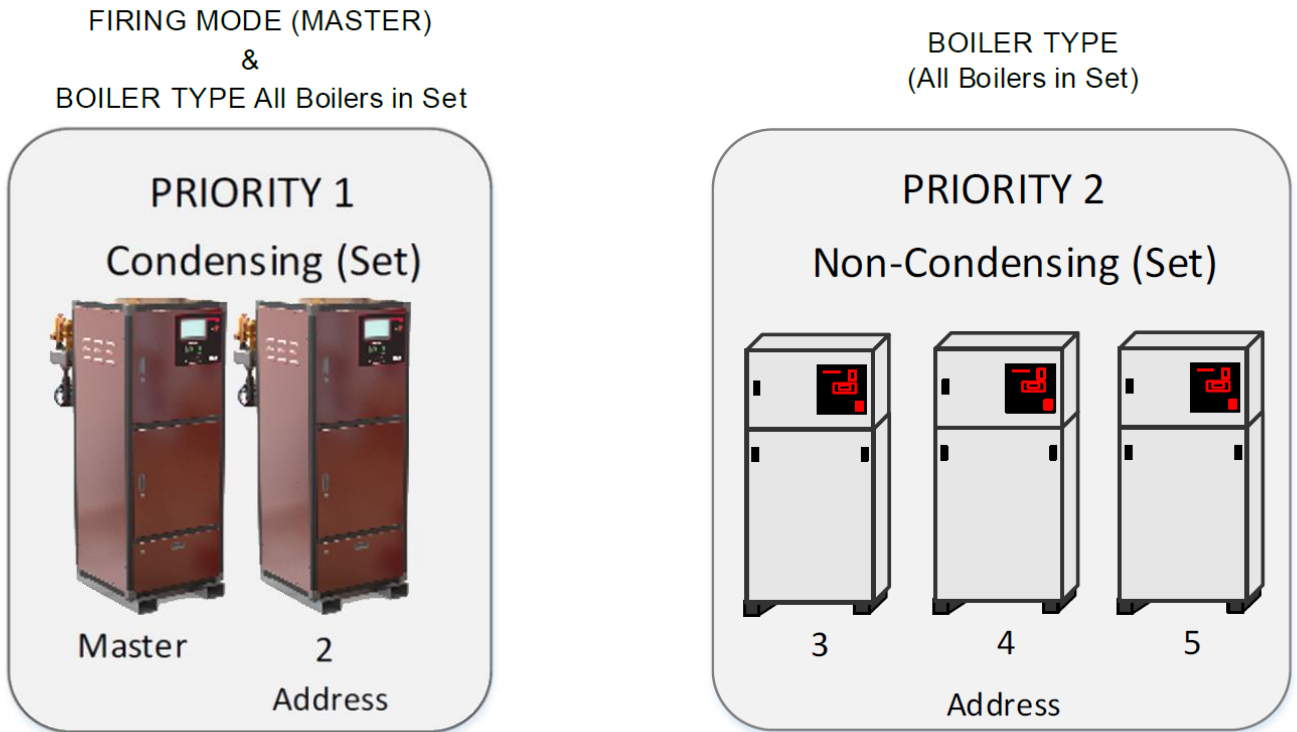 FIRING MODE (MASTER)
&
BOILER TYPE All Boilers in Set
PRIORITY 1
Condensing (Set)
Master
2
Address
BOILER TYPE
(All Boilers in Set)
PRIORITY 2
Non-Condensing (Set)
3
4
5
Address